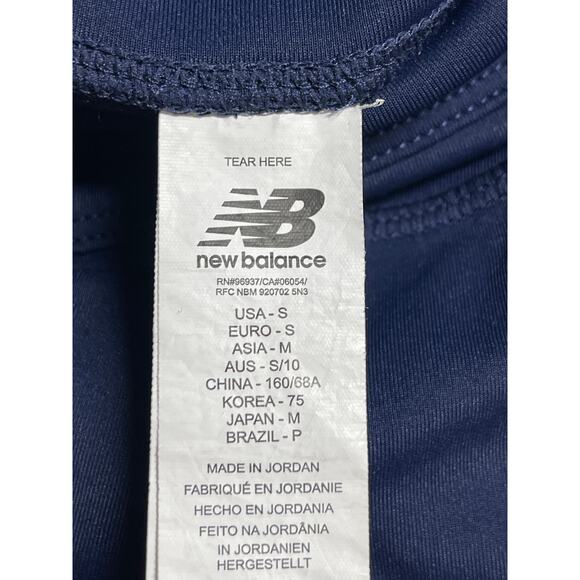 TEAR HERE
NB
new balance
RN#96937/CA#06054/
RFC NBM 920702 5N3
USA - S
EURO - S
ASIA - M
AUS - S/10
CHINA - 160/68A
KOREA - 75
JAPAN - M
BRAZIL - P
MADE IN JORDAN
FABRIQUÉ EN JORDANIE
HECHO EN JORDANIA
FEITO NA JORDÂNIA
IN JORDANIEN
HERGESTELLT